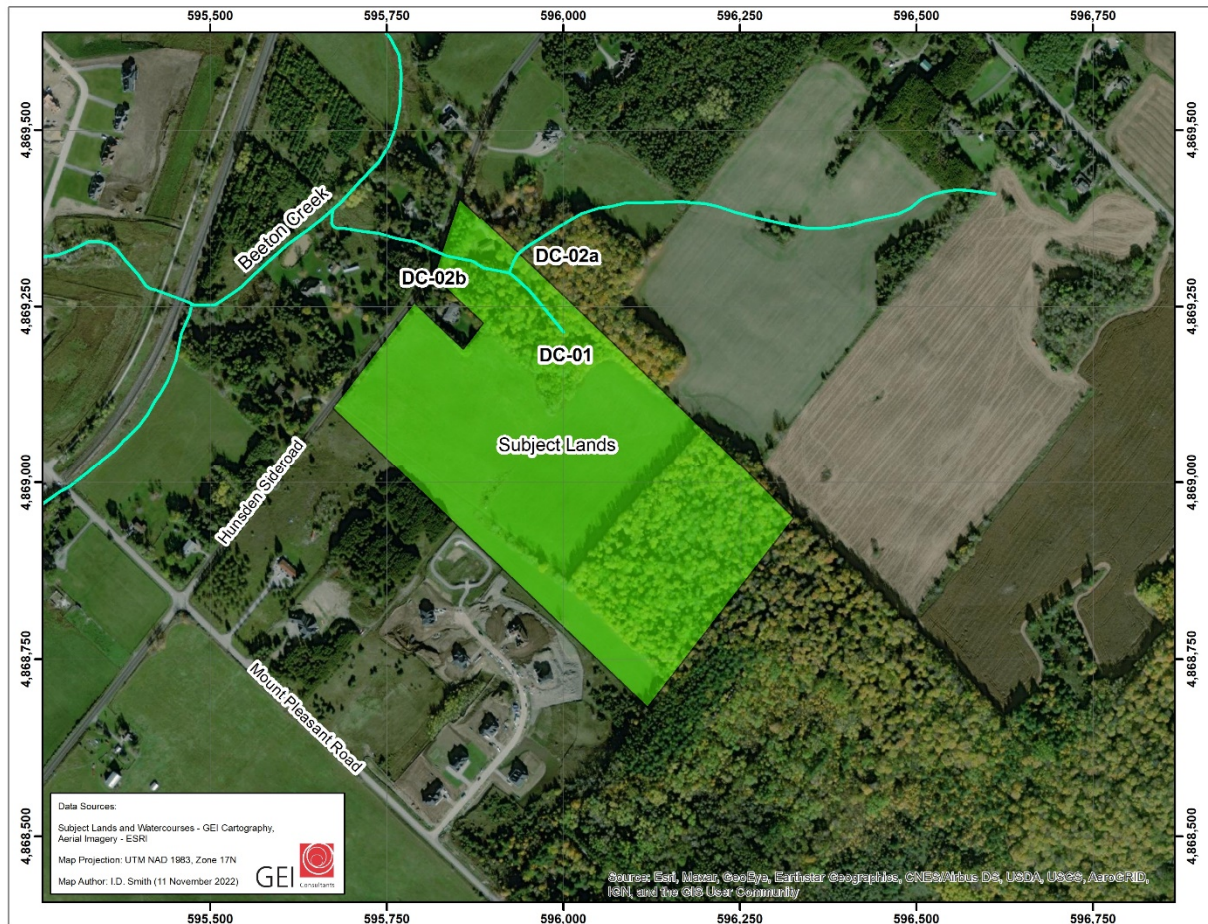 595,500 595,750 596,000 596,250 596,500 596,750
4,869,500 4,869,500
Beeton Creek
DC-02a
DC-02b
4,869,250 4,869,250
DC-01
Subject Lands
4,869,000 4,869,000
Hunsden Sideroad
4,868,750 4,868,750
Mount Pleasant Road
4,868,500 4,868,500
Data Sources:
Subject Lands and Watercourses - GEI Cartography,
Aerial Imagery - ESRI
Map Projection: UTM NAD 1983, Zone 17N
Map Author: I.D. Smith (11 November 2022)
GEI
Consultants
Source: Esri, Maxar, GeoEye, Earthstar Geographics, CNES/Airbus DS, USDA, USGS, AeroGRID,
IGN, and the GIS User Community
595,500 595,750 596,000 596,250 596,500 596,750